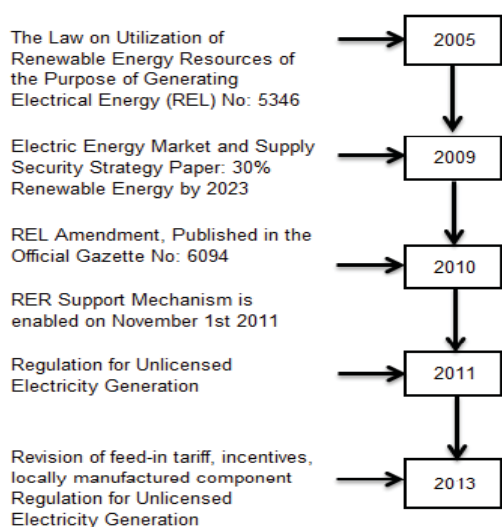 The Law on Utilization of
Renewable Energy Resources of
the Purpose of Generating
Electrical Energy (REL) No: 5346
2005
Electric Energy Market and Supply
Security Strategy Paper: 30%
Renewable Energy by 2023
2009
REL Amendment, Published in the
Official Gazette No: 6094
2010
RER Support Mechanism is
enabled on November 1st 2011
Regulation for Unlicensed
Electricity Generation
2011
Revision of feed-in tariff, incentives,
locally manufactured component
Regulation for Unlicensed
Electricity Generation
2013